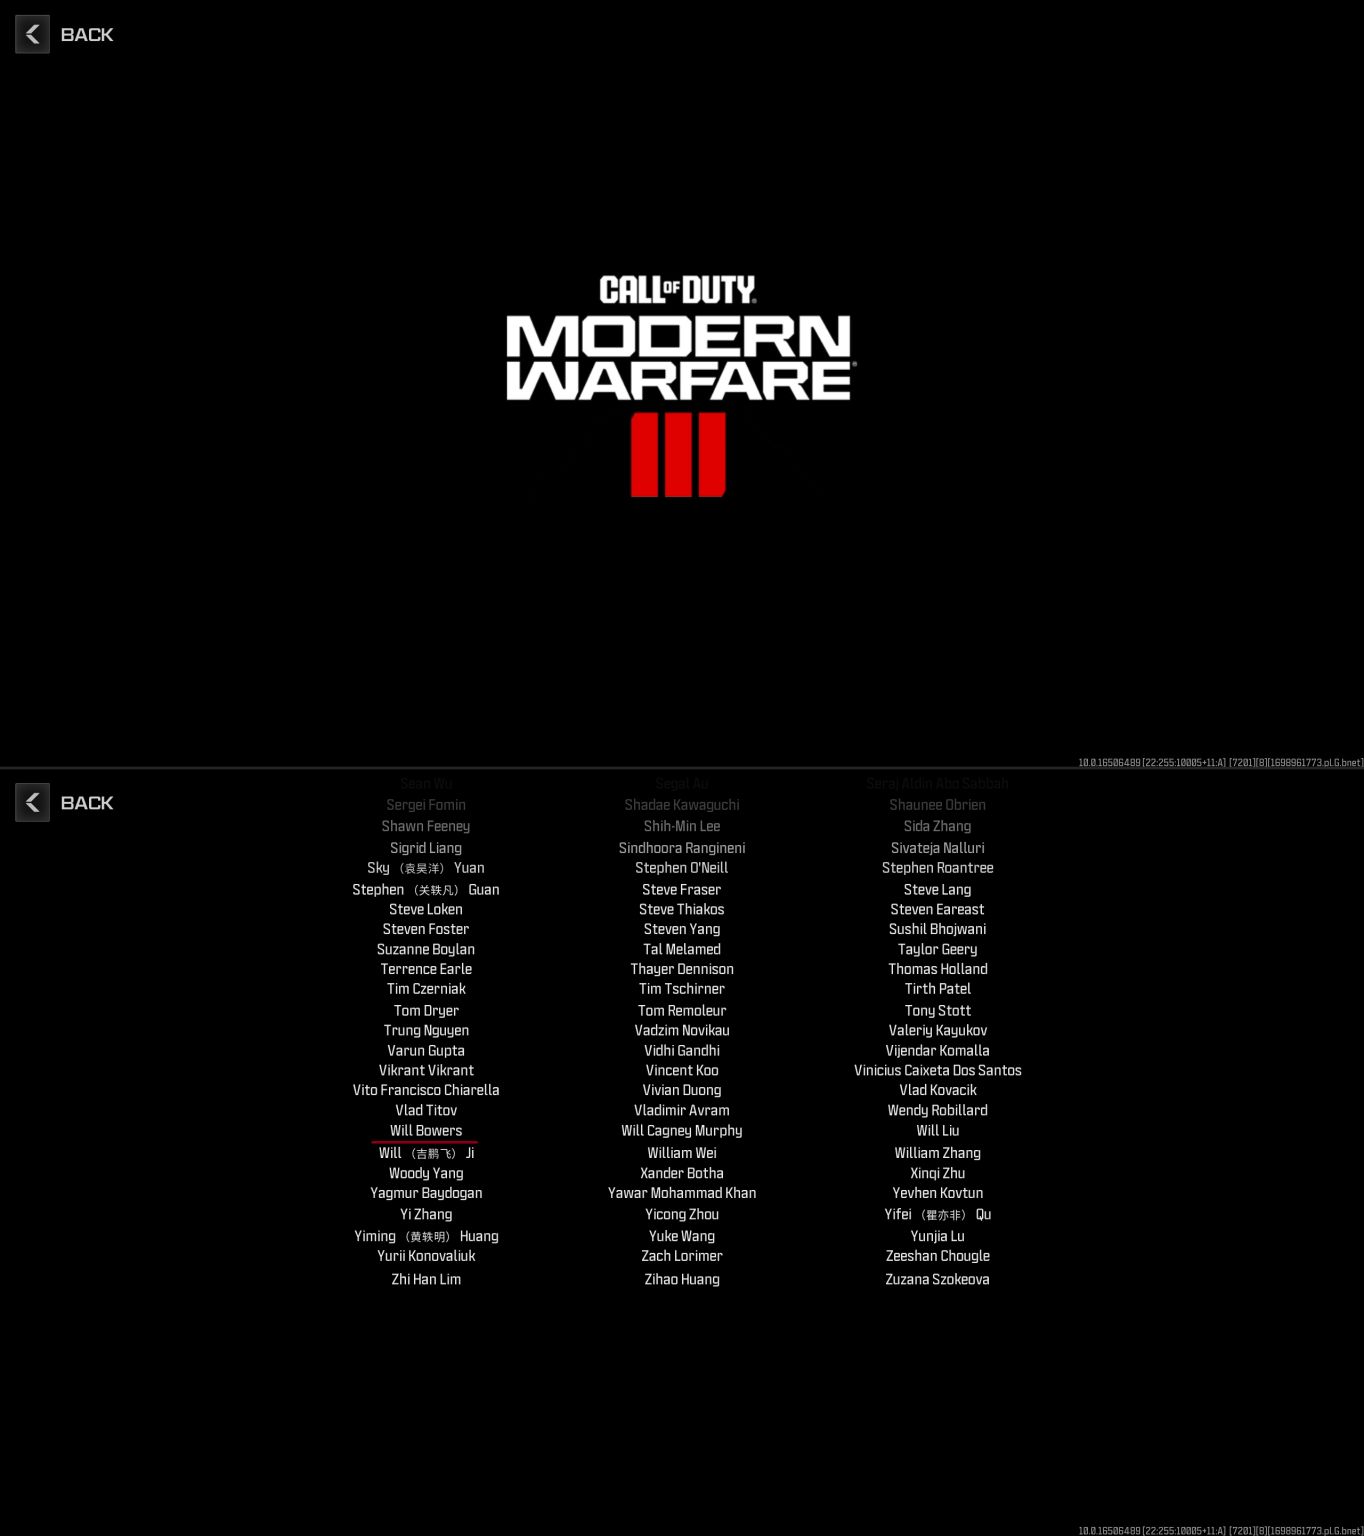 BACK
CALL OF DUTY
MODERN
WARFARE
III
10.0.16506489 [22:255:10005+11:A] [7201][8][1698961773.pl.G.bnet]
BACK
Sean Wu Segal Au Seraj Aldin Abo Sabbah
Sergei Fomin Shadae Kawaguchi Shaunee Obrien
Shawn Feeney Shih-Min Lee Sida Zhang
Sigrid Liang Sindhoora Rangineni Sivateja Nalluri
Sky （袁昊洋） Yuan Stephen O'Neill Stephen Roantree
Stephen （关轶凡） Guan Steve Fraser Steve Lang
Steve Loken Steve Thiakos Steven Eareast
Steven Foster Steven Yang Sushil Bhojwani
Suzanne Boylan Tal Melamed Taylor Geery
Terrence Earle Thayer Dennison Thomas Holland
Tim Czerniak Tim Tschirner Tirth Patel
Tom Dryer Tom Remoleur Tony Stott
Trung Nguyen Vadzim Novikau Valeriy Kayukov
Varun Gupta Vidhi Gandhi Vijendar Komalla
Vikrant Vikrant Vincent Koo Vinicius Caixeta Dos Santos
Vito Francisco Chiarella Vivian Duong Vlad Kovacik
Vlad Titov Vladimir Avram Wendy Robillard
Will Bowers Will Cagney Murphy Will Liu
Will （吉鹏飞） Ji William Wei William Zhang
Woody Yang Xander Botha Xinqi Zhu
Yagmur Baydogan Yawar Mohammad Khan Yevhen Kovtun
Yi Zhang Yicong Zhou Yifei （瞿亦非） Qu
Yiming （黄轶明） Huang Yuke Wang Yunjia Lu
Yurii Konovaliuk Zach Lorimer Zeeshan Chougle
Zhi Han Lim Zihao Huang Zuzana Szokeova
10.0.16506489 [22:255:10005+11:A] [7201][8][1698961773.pl.G.bnet]